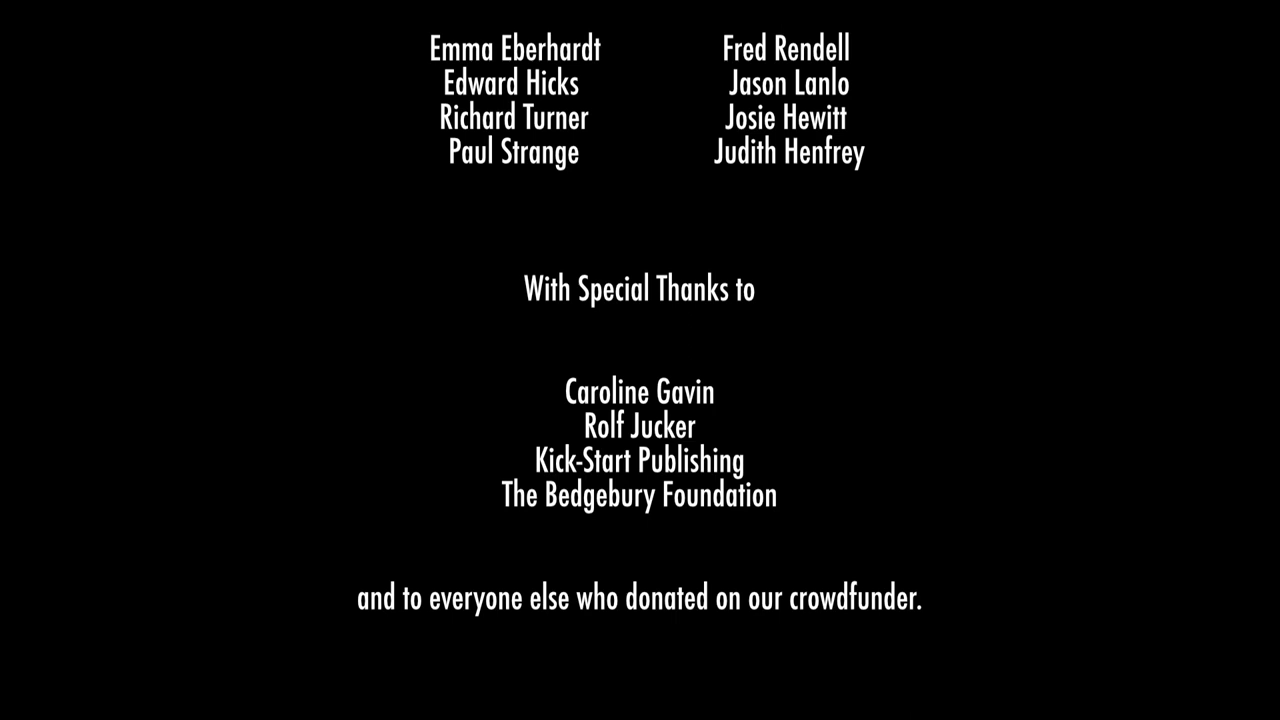 Emma Eberhardt Fred Rendell
Edward Hicks Jason Lanlo
Richard Turner Josie Hewitt
Paul Strange Judith Henfrey
With Special Thanks to
Caroline Gavin
Rolf Jucker
Kick-Start Publishing
The Bedgebury Foundation
and to everyone else who donated on our crowdfunder.